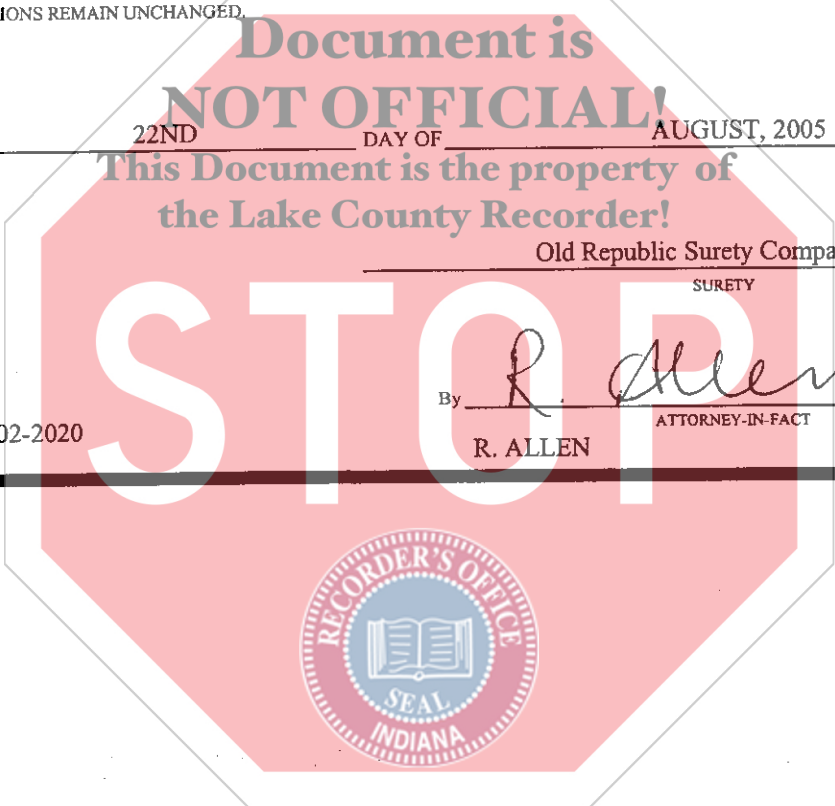 IONS REMAIN UNCHANGED.
Document is
NOT OFFICIAL!
22ND DAY OF AUGUST, 2005
This Document is the property of
the Lake County Recorder!
Old Republic Surety Compa
SURETY
STOP
By R. Allen
ATTORNEY-IN-FACT
02-2020
R. ALLEN
RECORDER'S OFFICE
SEAL
INDIANA